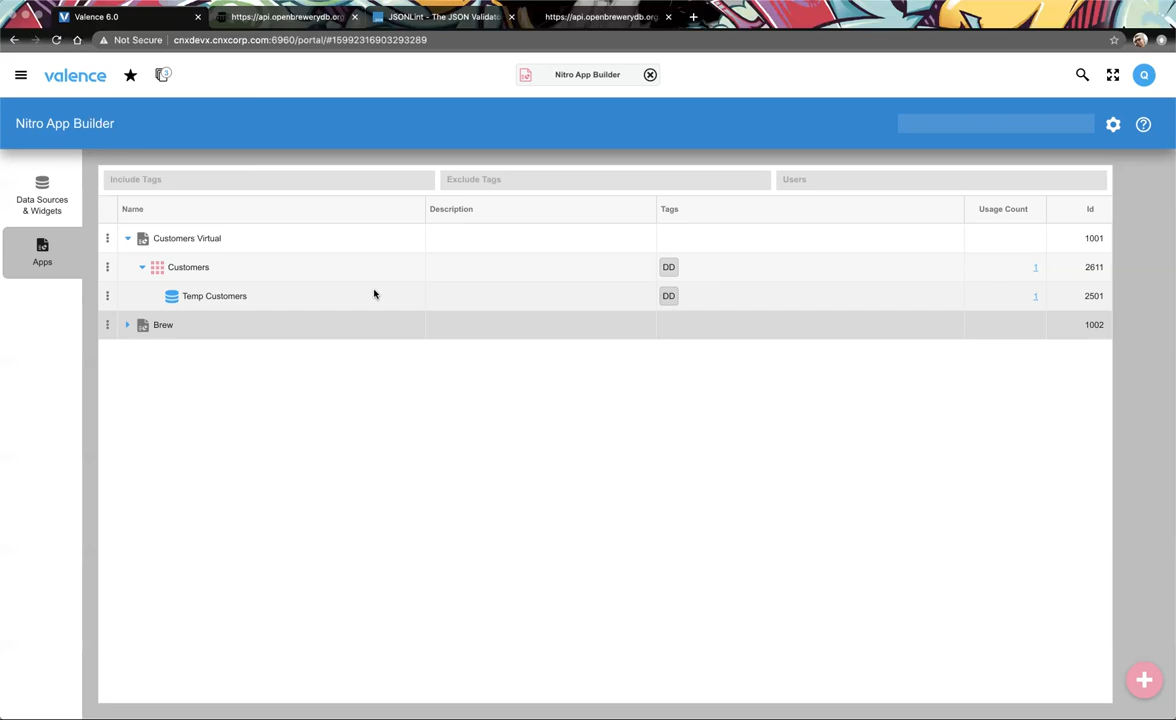 Valence 6.0
https://api.openbrewerydb.org
JSONLint - The JSON Validato
https://api.openbrewerydb.org
Not Secure
cnxdevx.cnxcorp.com:6960/portal/#15992316903293289
valence
3
Nitro App Builder
Q
Nitro App Builder
Data Sources
& Widgets
Apps
Include Tags
Exclude Tags
Users
Name
Description
Tags
Usage Count
Id
Customers Virtual
1001
Customers
DD
1
2611
Temp Customers
DD
1
2501
Brew
1002